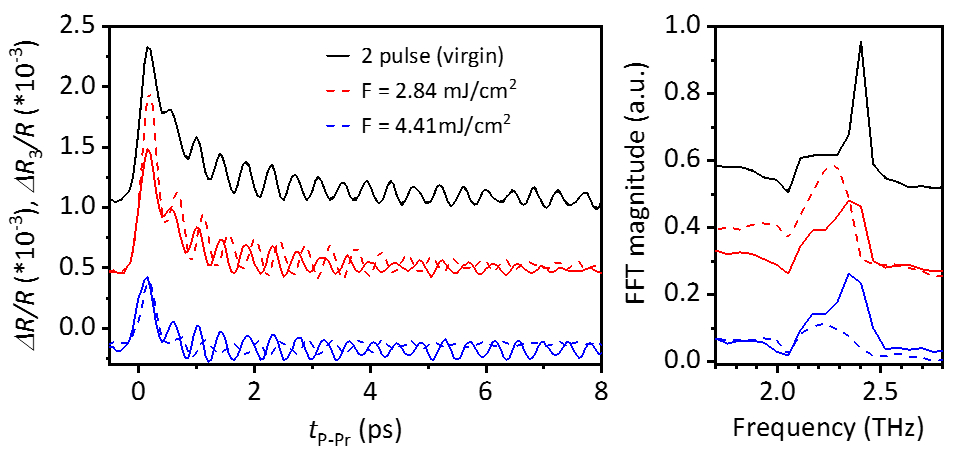 ΔR/R (*10⁻³), ΔR₃/R (*10⁻³)
2.5
2.0
1.5
1.0
0.5
0.0
2 pulse (virgin)
F = 2.84 mJ/cm²
F = 4.41mJ/cm²
0 2 4 6 8
t_P-Pr (ps)
FFT magnitude (a.u.)
1.0
0.8
0.6
0.4
0.2
0.0
2.0 2.5
Frequency (THz)